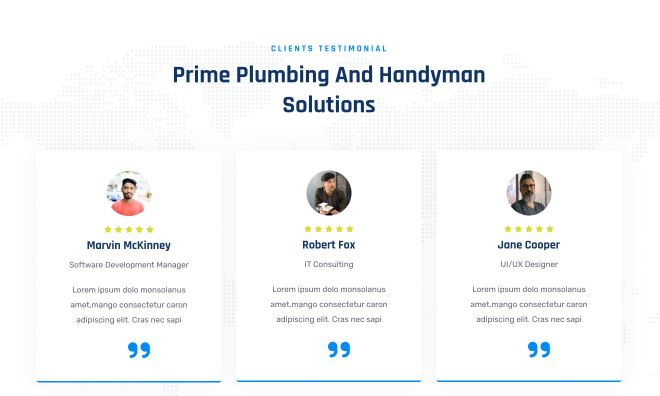 CLIENTS TESTIMONIAL
Prime Plumbing And Handyman
Solutions
Marvin McKinney
Software Development Manager
Lorem ipsum dolo monsolanus
amet,mango consectetur caron
adipiscing elit. Cras nec sapi
Robert Fox
IT Consulting
Lorem ipsum dolo monsolanus
amet,mango consectetur caron
adipiscing elit. Cras nec sapi
Jane Cooper
UI/UX Designer
Lorem ipsum dolo monsolanus
amet,mango consectetur caron
adipiscing elit. Cras nec sapi